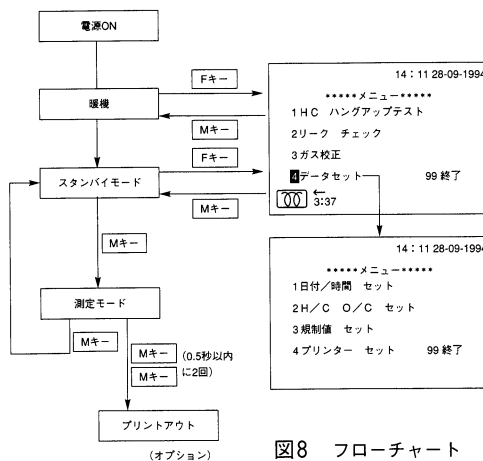 電源ON
暖機
Fキー
Mキー
スタンバイモード
Fキー
Mキー
Mキー
測定モード
Mキー
Mキー
Mキー
(0.5秒以内
に2回)
プリントアウト
(オプション)
14:11 28-09-1994
*****メニュー*****
1HC ハングアップテスト
2リーク チェック
3ガス校正
4データセット 99 終了
←
3:37
14:11 28-09-1994
*****メニュー*****
1日付/時間 セット
2H/C O/C セット
3規制値 セット
4プリンター セット 99 終了
図8 フローチャート